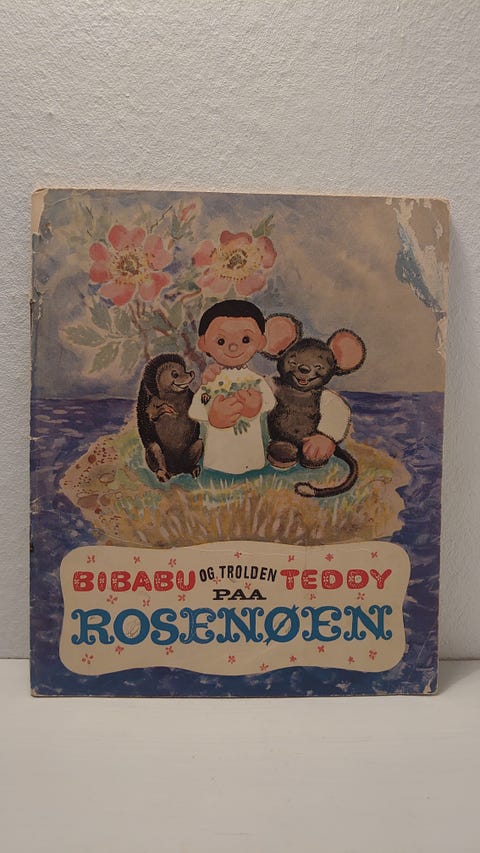 BIBABU OG TROLDEN TEDDY
PAA
ROSENØEN